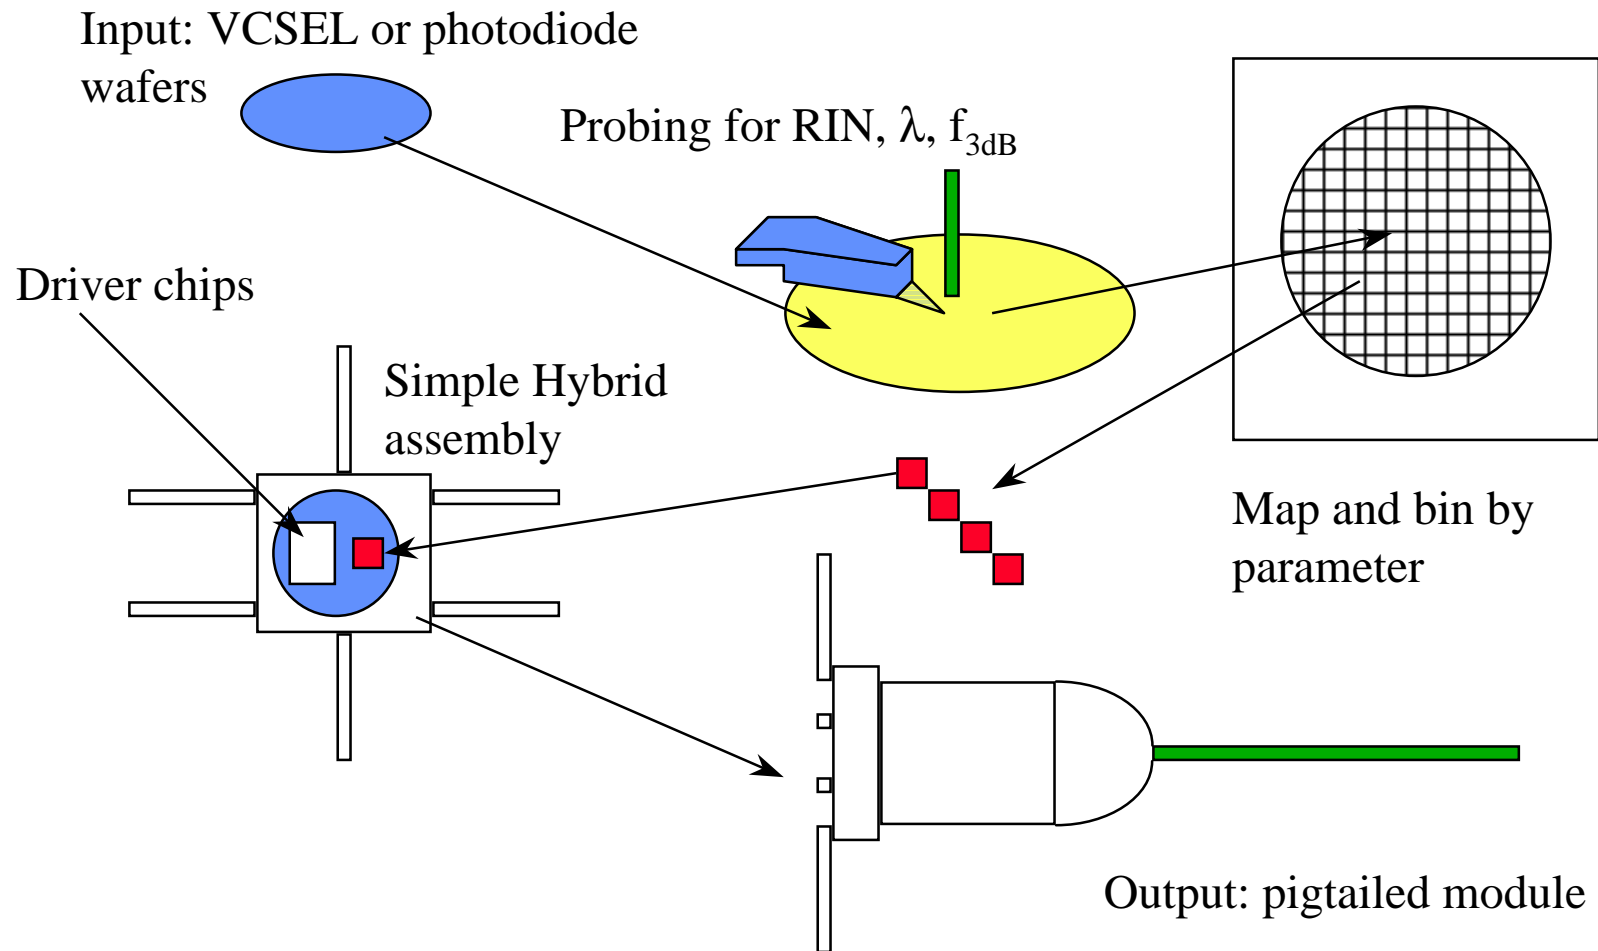 Input: VCSEL or photodiode
wafers
Probing for RIN, λ, f3dB
Driver chips
Simple Hybrid
assembly
Map and bin by
parameter
Output: pigtailed module